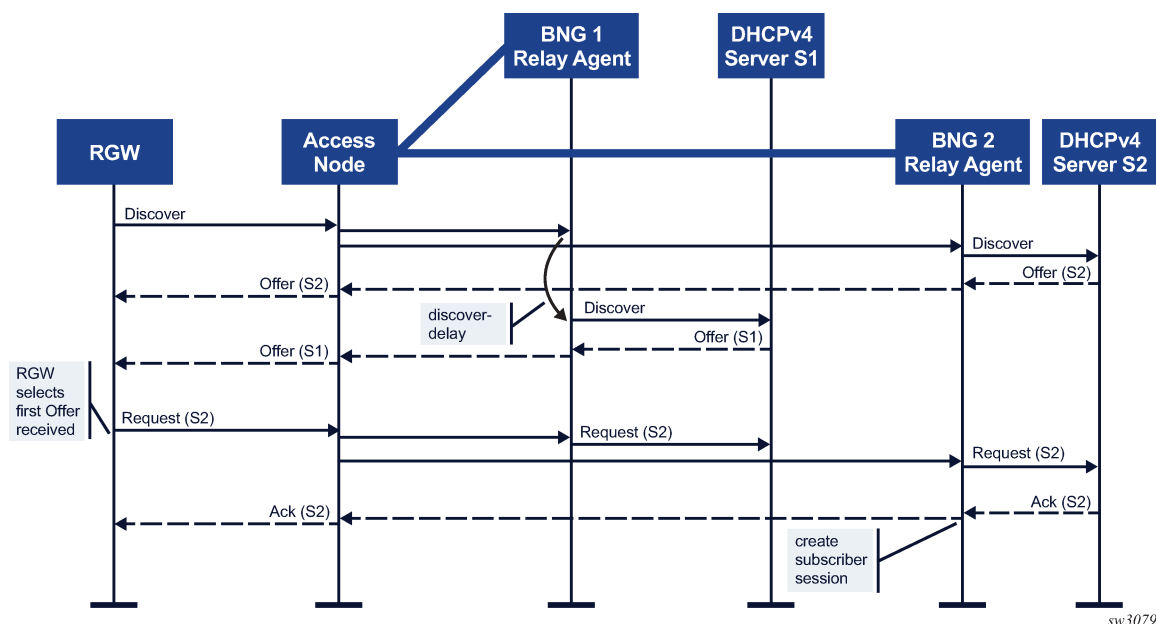 BNG 1
Relay Agent
DHCPv4
Server S1
RGW
Access
Node
BNG 2
Relay Agent
DHCPv4
Server S2
Discover
Discover
Offer (S2)
Offer (S2)
discover-
delay
Discover
Offer (S1)
Offer (S1)
RGW
selects
first Offer
received
Request (S2)
Request (S2)
Request (S2)
Ack (S2)
Ack (S2)
create
subscriber
session
sw3079